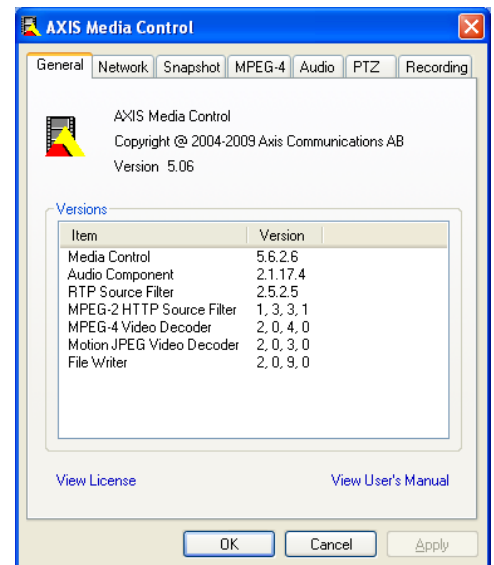 AXIS Media Control
General Network Snapshot MPEG-4 Audio PTZ Recording
AXIS Media Control
Copyright @ 2004-2009 Axis Communications AB
Version 5.06
Versions
Item Version
Media Control 5.6.2.6
Audio Component 2.1.17.4
RTP Source Filter 2.5.2.5
MPEG-2 HTTP Source Filter 1, 3, 3, 1
MPEG-4 Video Decoder 2, 0, 4, 0
Motion JPEG Video Decoder 2, 0, 3, 0
File Writer 2, 0, 9, 0
View License View User's Manual
OK Cancel Apply